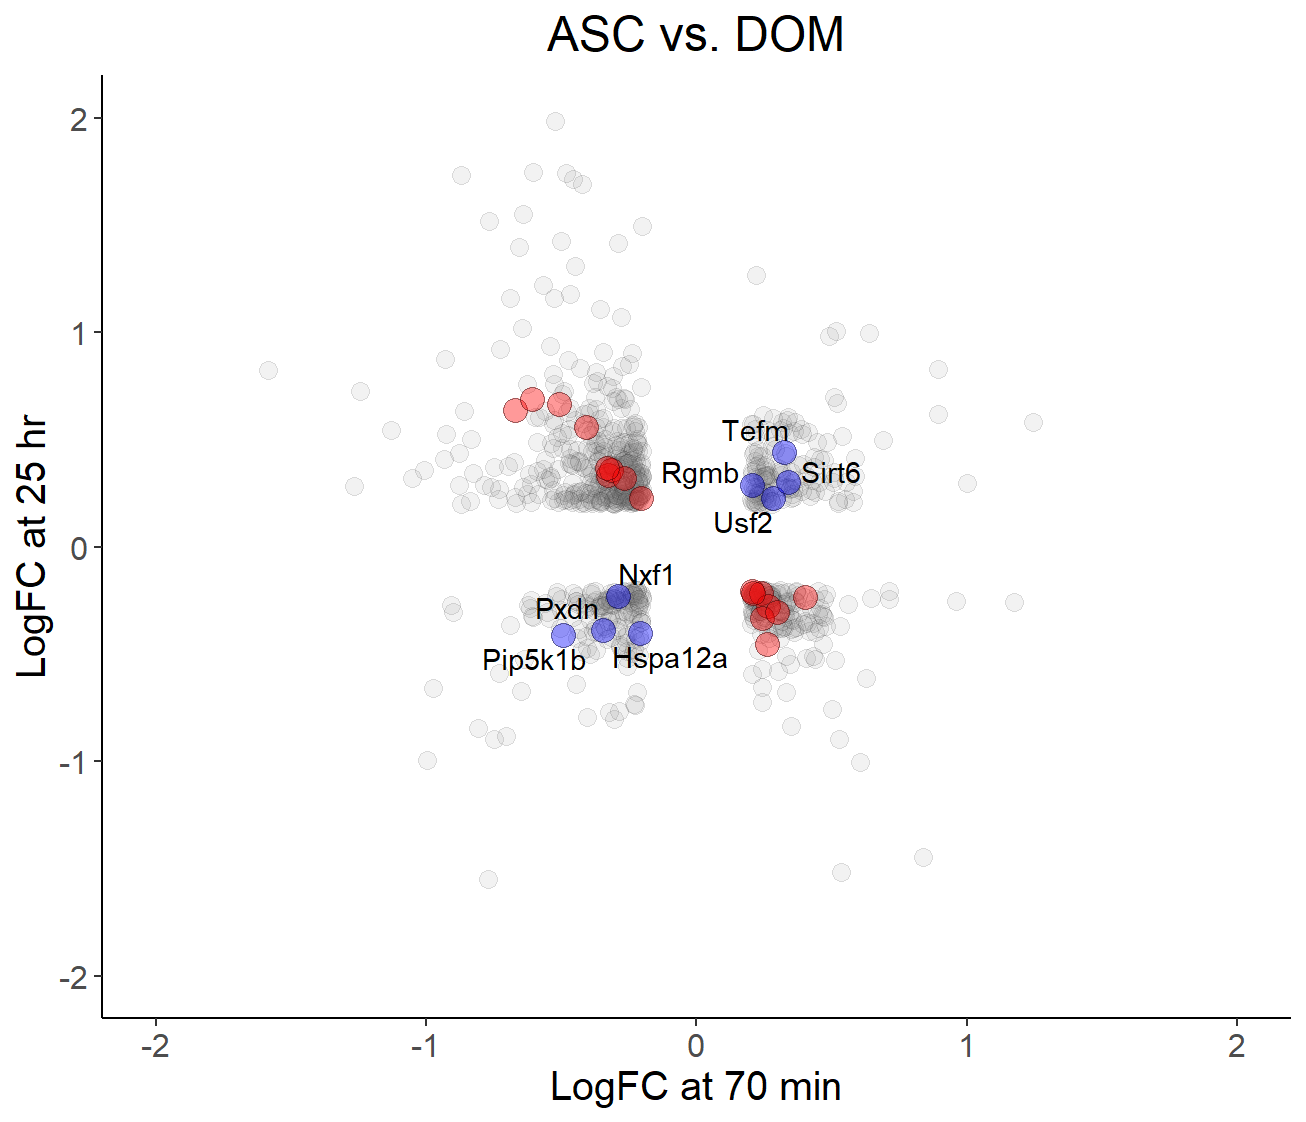 ASC vs. DOM
2
1
0
-1
-2
LogFC at 25 hr
Tefm
Rgmb
Sirt6
Usf2
Nxf1
Pxdn
Pip5k1b
Hspa12a
-2
-1
0
1
2
LogFC at 70 min